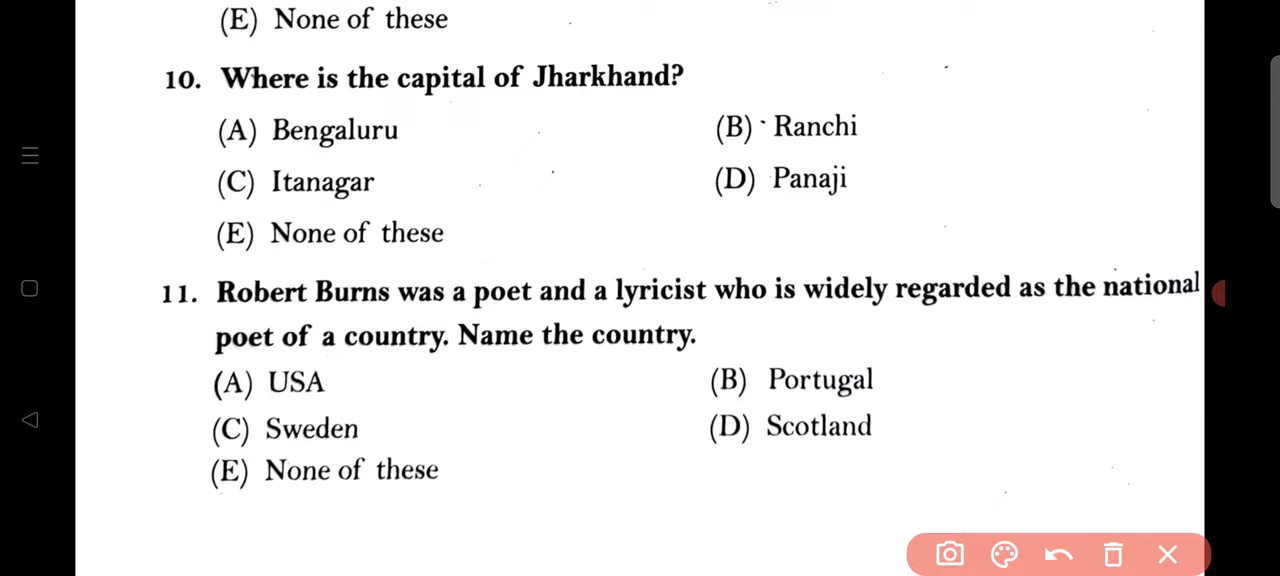 (E) None of these
10. Where is the capital of Jharkhand?
(A) Bengaluru (B) Ranchi
(C) Itanagar (D) Panaji
(E) None of these
11. Robert Burns was a poet and a lyricist who is widely regarded as the national
poet of a country. Name the country.
(A) USA (B) Portugal
(C) Sweden (D) Scotland
(E) None of these